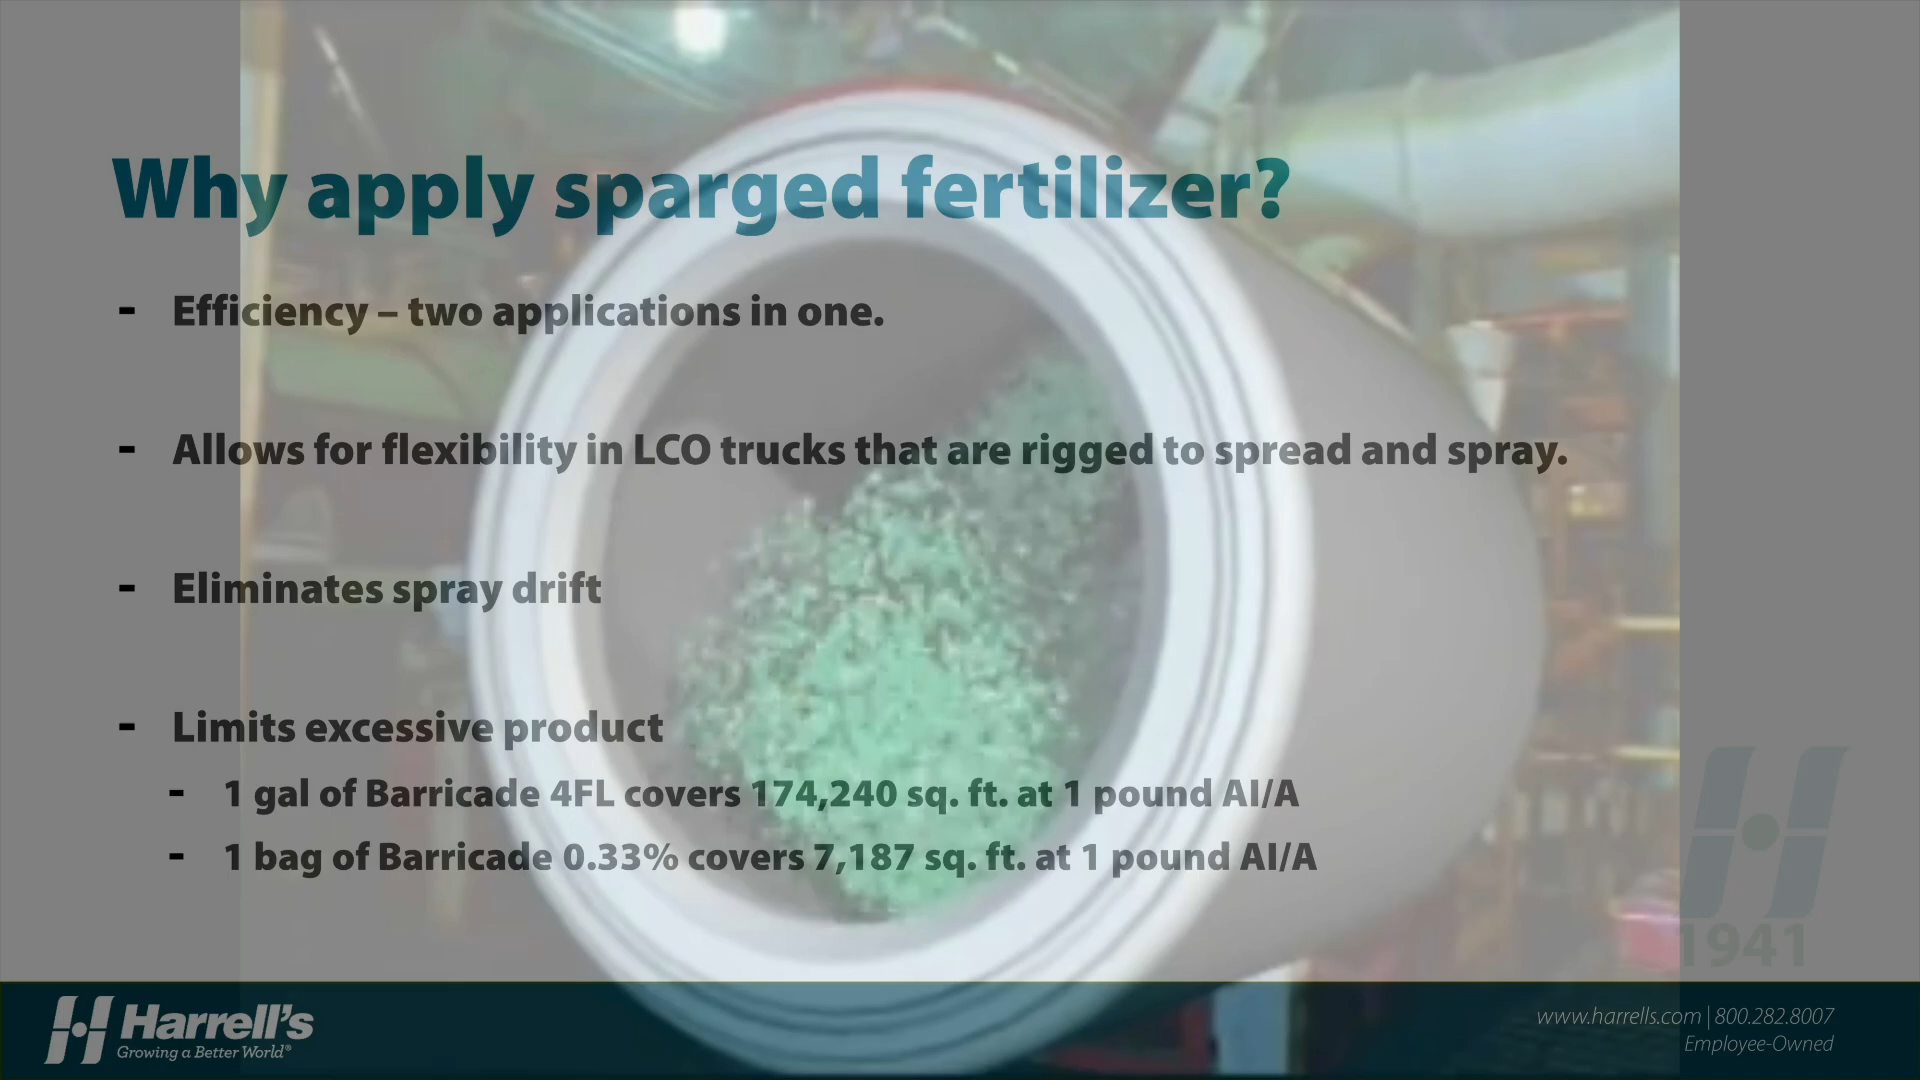 Why apply sparged fertilizer?
- Efficiency – two applications in one.
- Allows for flexibility in LCO trucks that are rigged to spread and spray.
- Eliminates spray drift
- Limits excessive product
- 1 gal of Barricade 4FL covers 174,240 sq. ft. at 1 pound AI/A
- 1 bag of Barricade 0.33% covers 7,187 sq. ft. at 1 pound AI/A
1941
Harrell's
Growing a Better World®
www.harrells.com | 800.282.8007
Employee-Owned